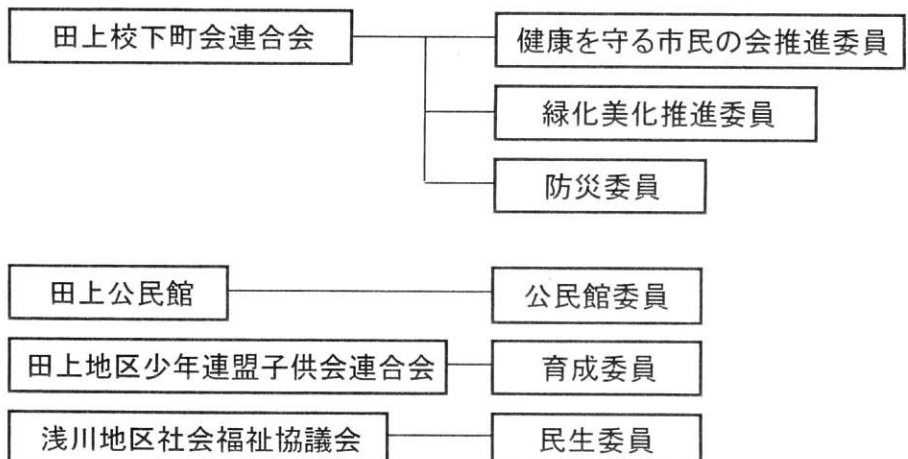 田上校下町会連合会
健康を守る市民の会推進委員
緑化美化推進委員
防災委員
田上公民館
公民館委員
田上地区少年連盟子供会連合会
育成委員
浅川地区社会福祉協議会
民生委員